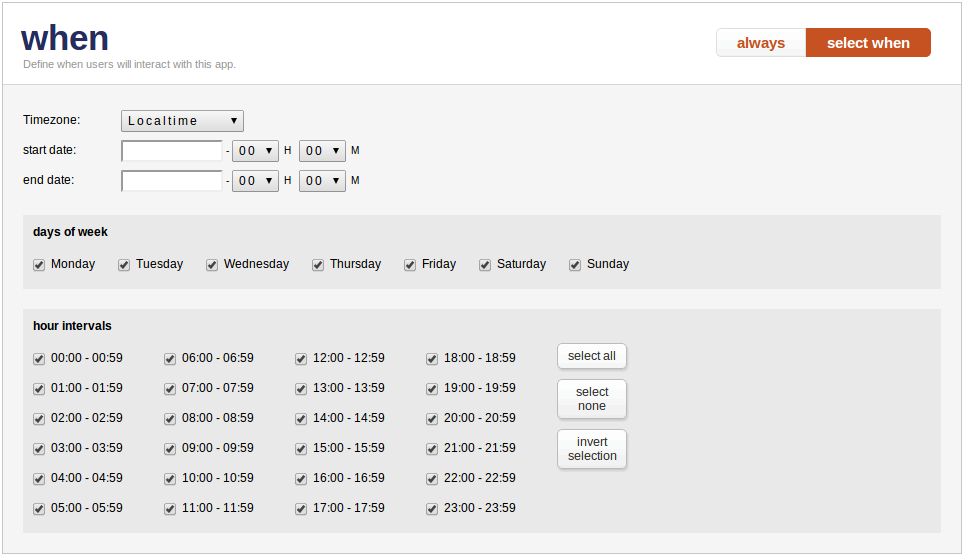 when
Define when users will interact with this app.
always select when
Timezone: Localtime
start date: - 00 H 00 M
end date: - 00 H 00 M
days of week
Monday Tuesday Wednesday Thursday Friday Saturday Sunday
hour intervals
00:00 - 00:59 06:00 - 06:59 12:00 - 12:59 18:00 - 18:59
01:00 - 01:59 07:00 - 07:59 13:00 - 13:59 19:00 - 19:59
02:00 - 02:59 08:00 - 08:59 14:00 - 14:59 20:00 - 20:59
03:00 - 03:59 09:00 - 09:59 15:00 - 15:59 21:00 - 21:59
04:00 - 04:59 10:00 - 10:59 16:00 - 16:59 22:00 - 22:59
05:00 - 05:59 11:00 - 11:59 17:00 - 17:59 23:00 - 23:59
select all
select
none
invert
selection